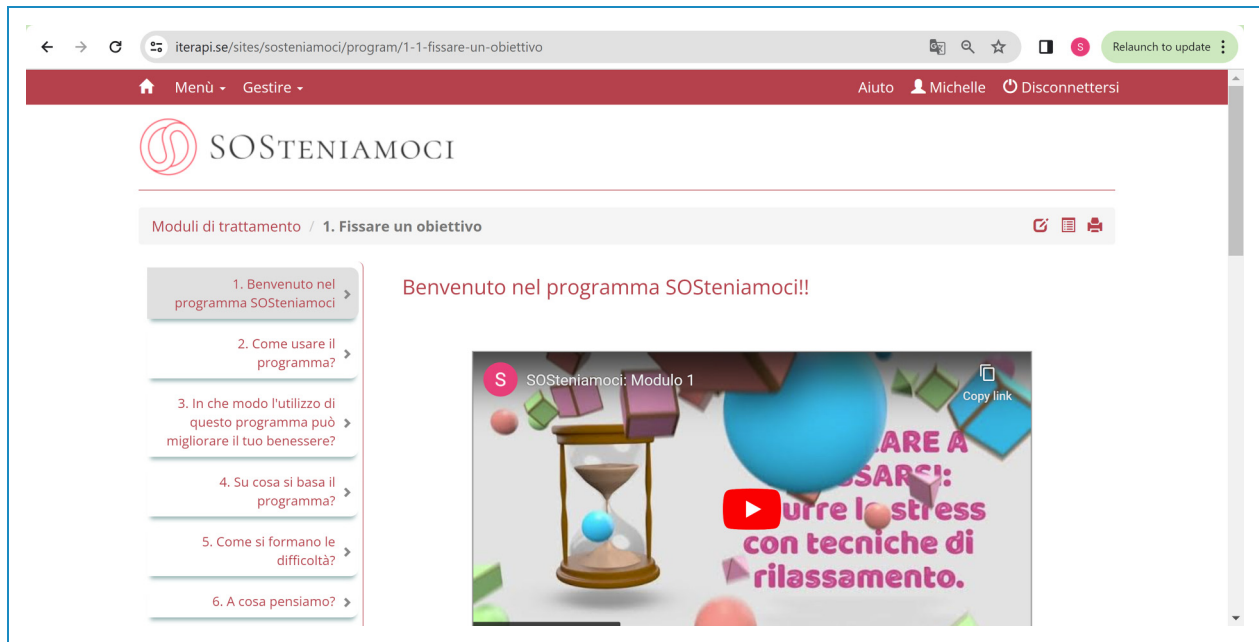 iterapi.se/sites/sosteniamoci/program/1-1-fissare-un-obiettivo
S
Relaunch to update
Menù
Gestire
Aiuto
Michelle
Disconnettersi
SOSTENIAMOCI
Moduli di trattamento / 1. Fissare un obiettivo
1. Benvenuto nel
programma SOSteniamoci
2. Come usare il
programma?
3. In che modo l'utilizzo di
questo programma può
migliorare il tuo benessere?
4. Su cosa si basa il
programma?
5. Come si formano le
difficoltà?
6. A cosa pensiamo?
Benvenuto nel programma SOSteniamoci!!
S
SOSteniamoci: Modulo 1
Copy link
con tecniche di
rilassamento.